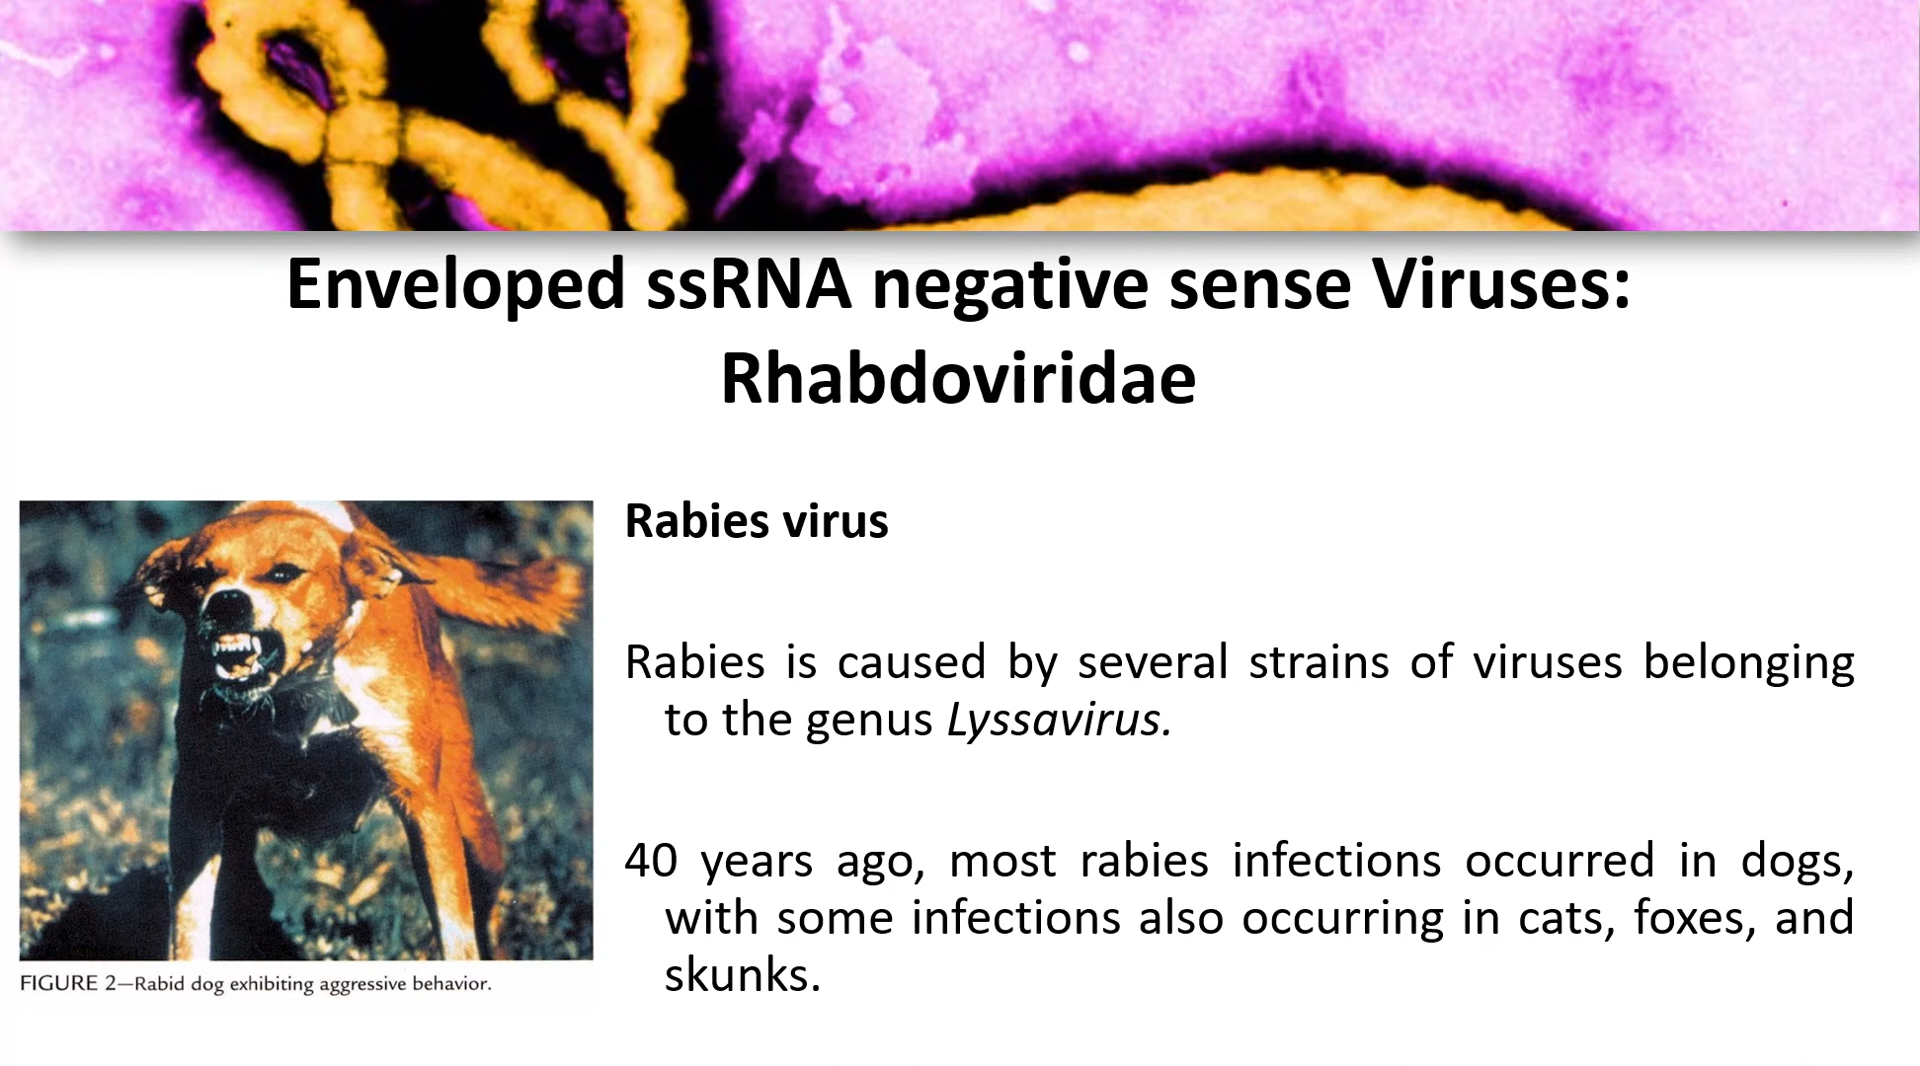 Enveloped ssRNA negative sense Viruses:
Rhabdoviridae
Rabies virus
Rabies is caused by several strains of viruses belonging
to the genus Lyssavirus.
40 years ago, most rabies infections occurred in dogs,
with some infections also occurring in cats, foxes, and
skunks.
FIGURE 2—Rabid dog exhibiting aggressive behavior.